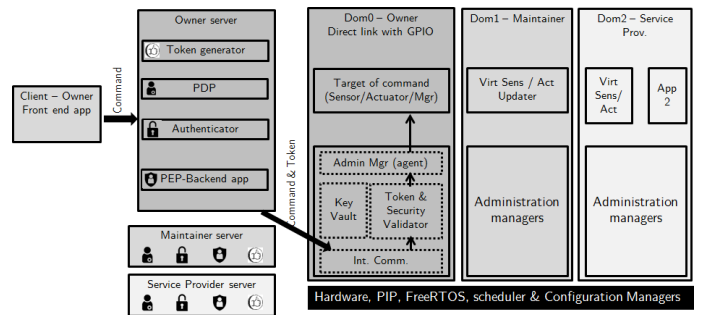 Owner server
Token generator
PDP
Authenticator
PEP-Backend app
Client – Owner
Front end app
Command
Maintainer server
Service Provider server
Command & Token
Dom0 – Owner
Direct link with GPIO
Target of command
(Sensor/Actuator/Mgr)
Admin Mgr (agent)
Key
Vault
Token &
Security
Validator
Int. Comm.
Dom1 – Maintainer
Virt Sens / Act
Updater
Administration
managers
Dom2 – Service
Prov.
Virt
Sens/
Act
App
2
Administration
managers
Hardware, PIP, FreeRTOS, scheduler & Configuration Managers